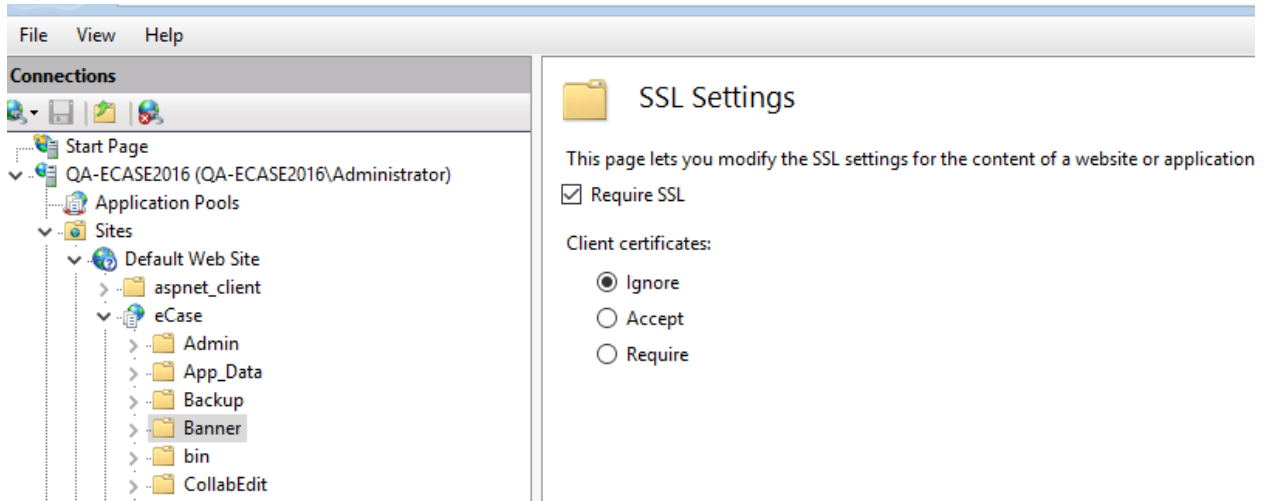 File View Help
Connections
Start Page
QA-ECASE2016 (QA-ECASE2016\Administrator)
Application Pools
Sites
Default Web Site
aspnet_client
eCase
Admin
App_Data
Backup
Banner
bin
CollabEdit
SSL Settings
This page lets you modify the SSL settings for the content of a website or application
Require SSL
Client certificates:
Ignore
Accept
Require